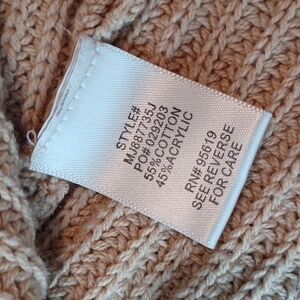 STYLE#
MJ887735J
PO# 029203
55%COTTON
45%ACRYLIC
RN# 95619
SEE REVERSE
FOR CARE